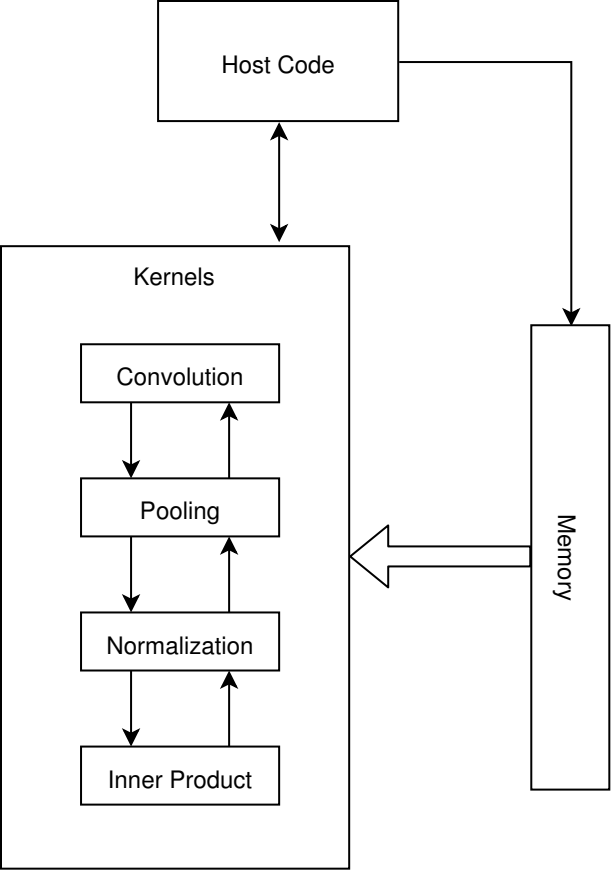 Host Code
Kernels
Convolution
Pooling
Normalization
Inner Product
Memory